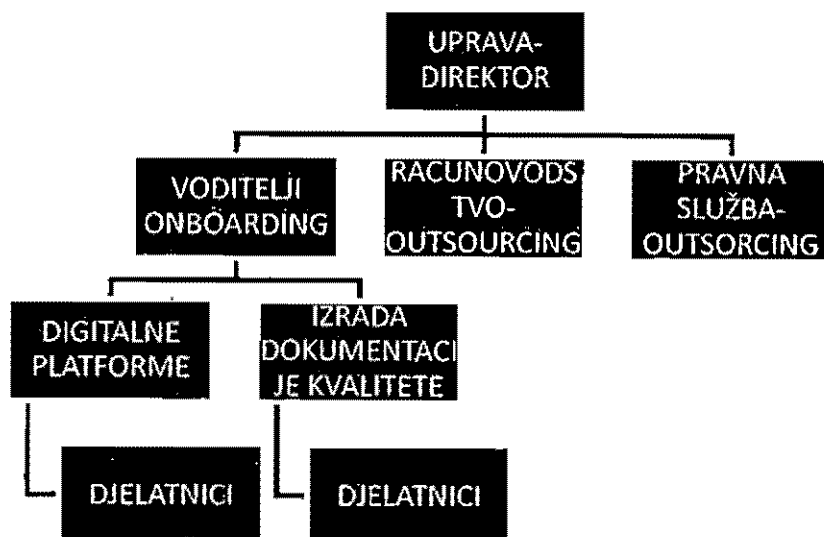 UPRAVA-
DIREKTOR
VODITELJI
ONBOARDING
RACUNOVODS
TVO-
OUTSOURCING
PRAVNA
SLUŽBA-
OUTSORCING
DIGITALNE
PLATFORME
IZRADA
DOKUMENTACI
JE KVALITETE
DJELATNICI
DJELATNICI